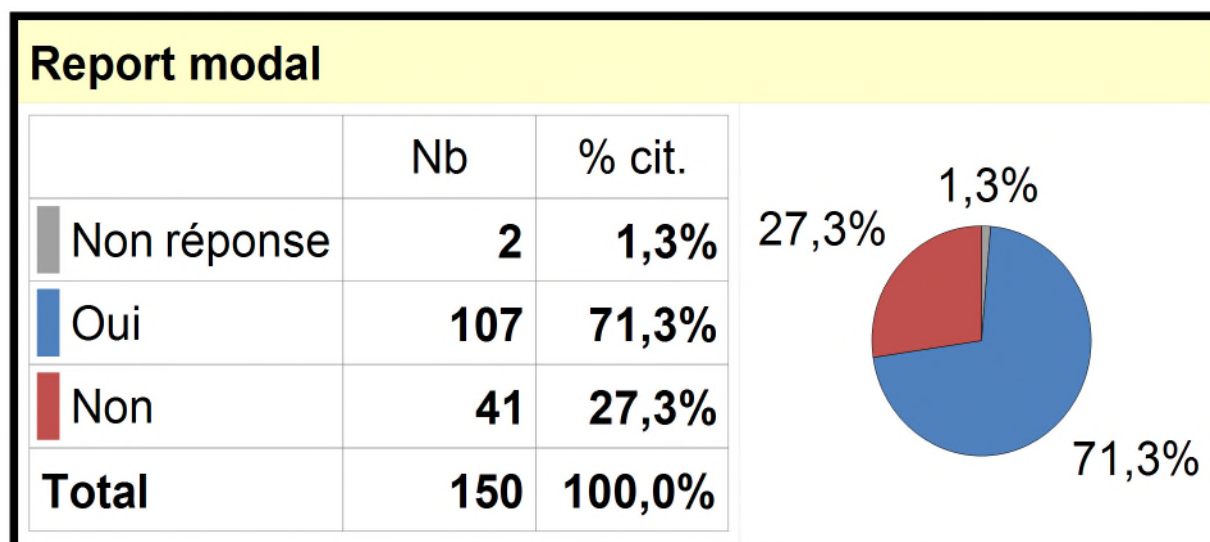 Report modal
Nb % cit.
Non réponse 2 1,3%
Oui 107 71,3%
Non 41 27,3%
Total 150 100,0%
1,3%
27,3%
71,3%